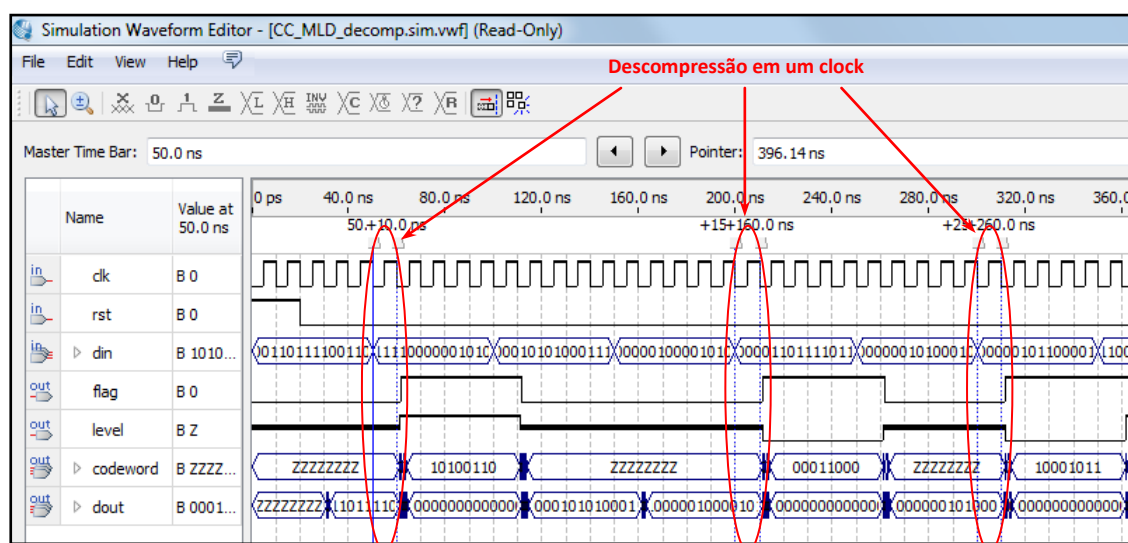 Simulation Waveform Editor - [CC_MLD_decomp.sim.vwf] (Read-Only)
File Edit View Help
Descompressão em um clock
Master Time Bar: 50.0 ns Pointer: 396.14 ns
Name Value at 50.0 ns
0 ps 40.0 ns 80.0 ns 120.0 ns 160.0 ns 200.0 ns 240.0 ns 280.0 ns 320.0 ns 360.0
50.+10.0 ps +15+160.0 ns +25+260.0 ns
clk B 0
rst B 0
din B 1010...
flag B 0
level B Z
codeword B ZZZZ... ZZZZZZZZ 10100110 ZZZZZZZZ 00011000 ZZZZZZZZ 10001011
dout B 0001... ZZZZZZZZ